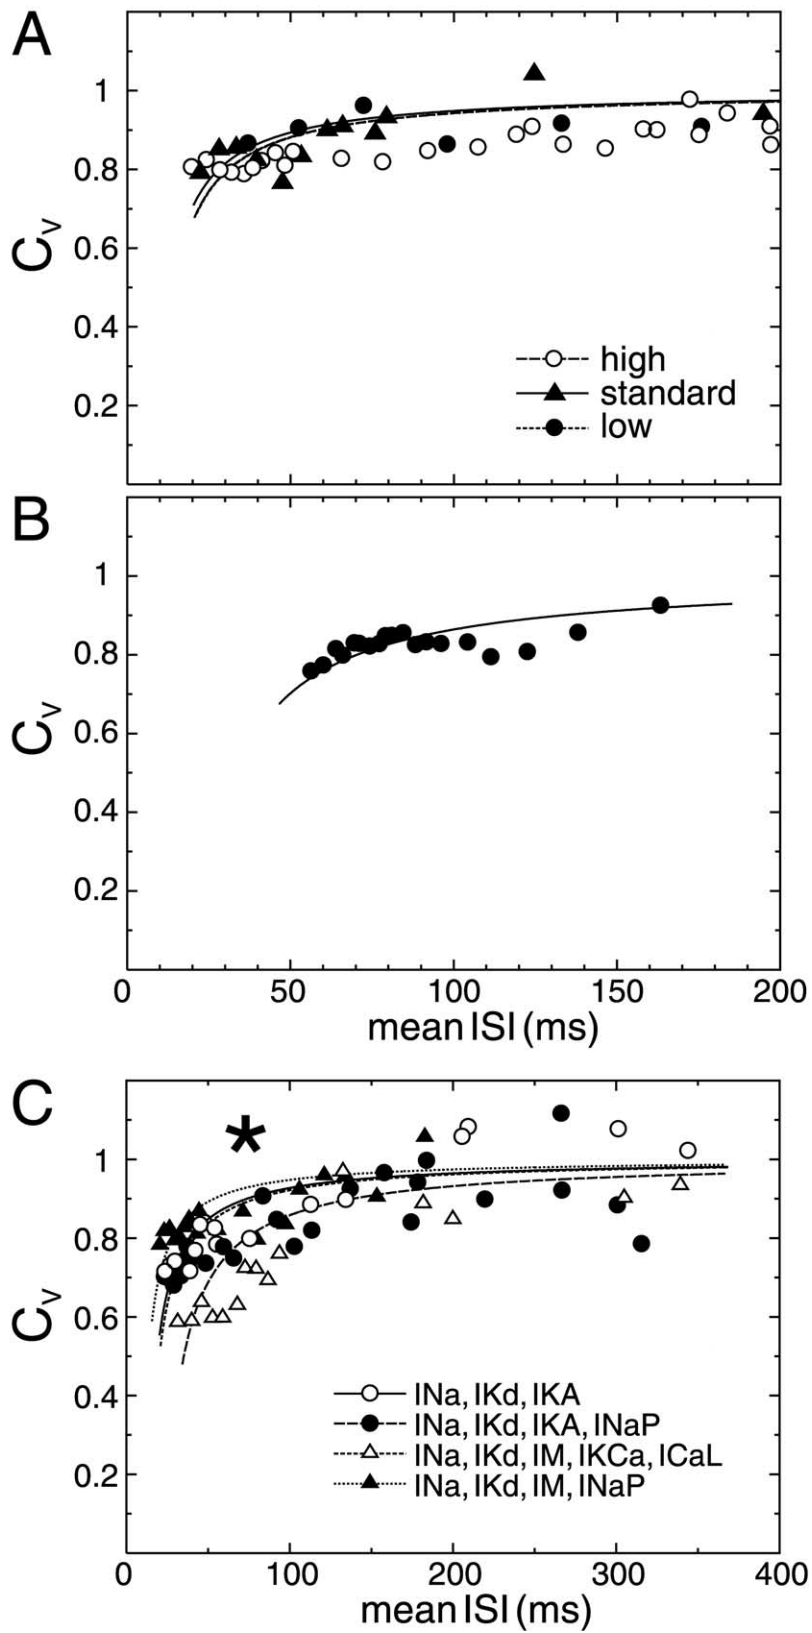 A
1
0.8
0.6
0.4
0.2
CV
high
standard
low
B
1
0.8
0.6
0.4
0.2
CV
0 50 100 150 200
mean ISI (ms)
C
*
1
0.8
0.6
0.4
0.2
CV
INa, IKd, IKA
INa, IKd, IKA, INaP
INa, IKd, IM, IKCa, ICaL
INa, IKd, IM, INaP
0 100 200 300 400
mean ISI (ms)